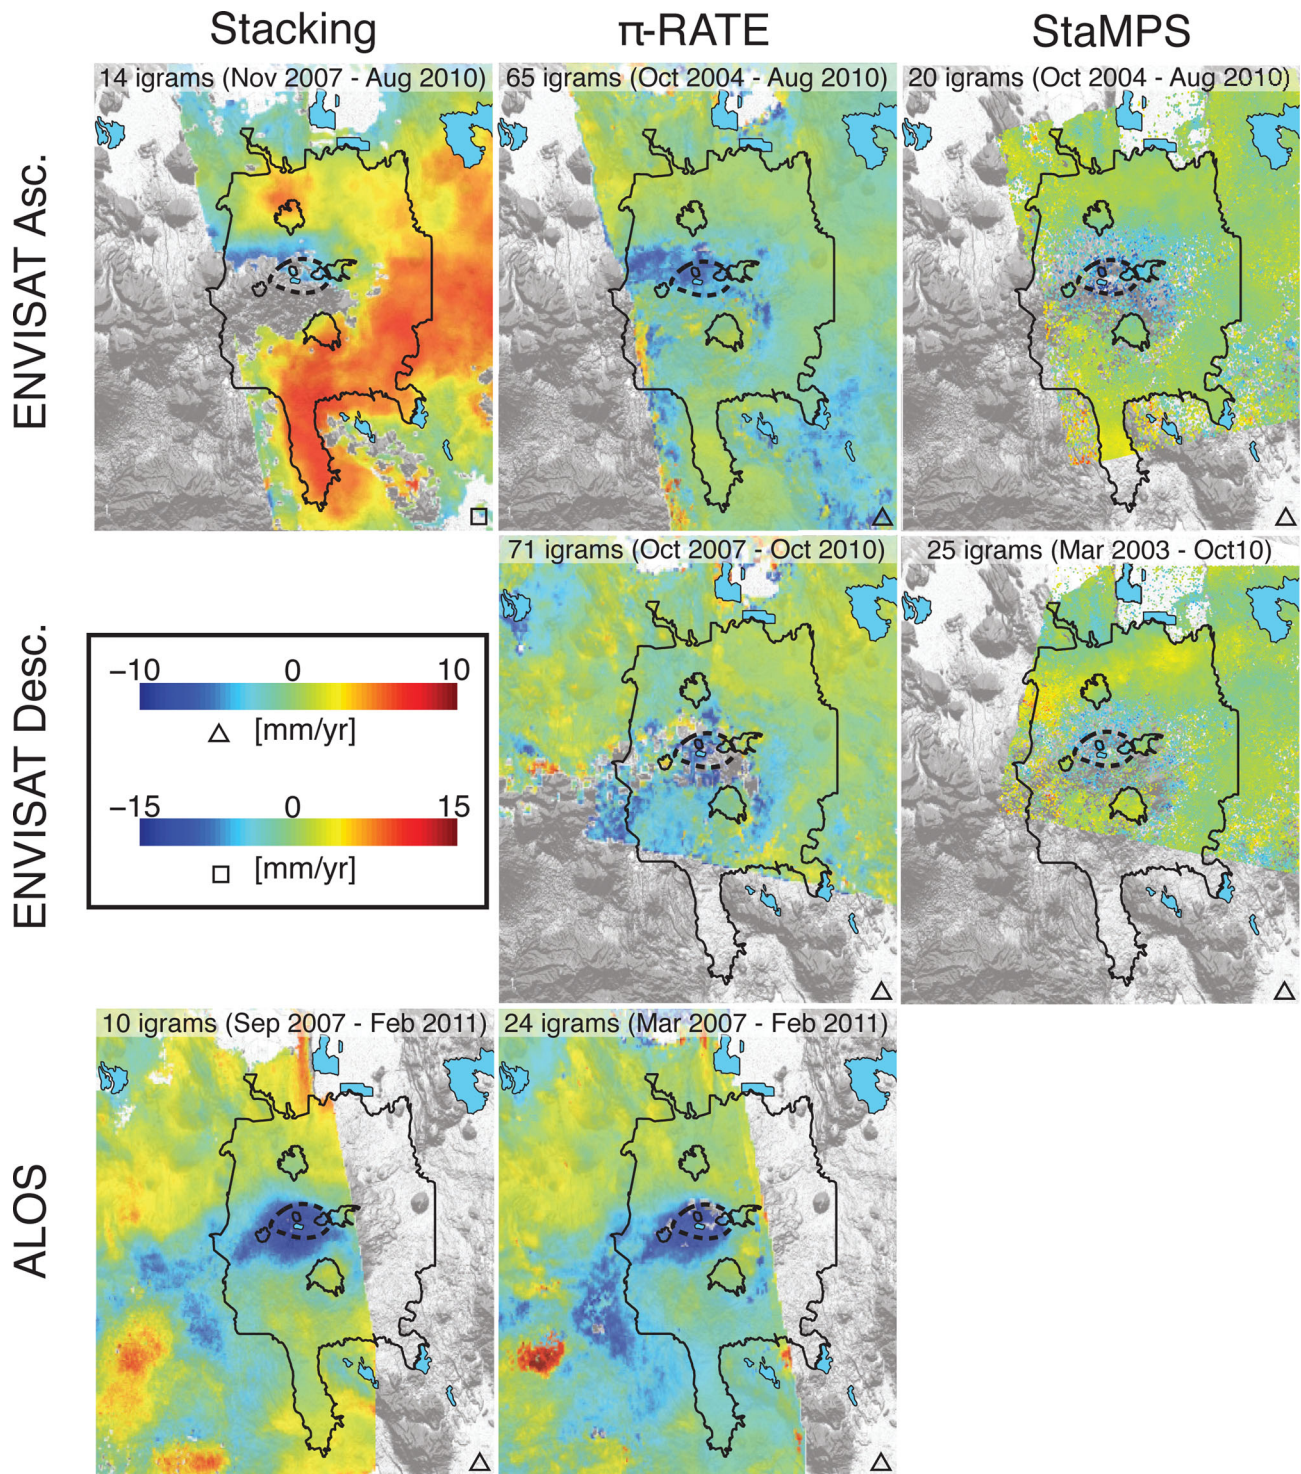 Stacking
π-RATE
StaMPS
ENVISAT Asc.
14 igrams (Nov 2007 - Aug 2010)
65 igrams (Oct 2004 - Aug 2010)
20 igrams (Oct 2004 - Aug 2010)
ENVISAT Desc.
71 igrams (Oct 2007 - Oct 2010)
25 igrams (Mar 2003 - Oct10)
−10 0 10
△ [mm/yr]
−15 0 15
□ [mm/yr]
ALOS
10 igrams (Sep 2007 - Feb 2011)
24 igrams (Mar 2007 - Feb 2011)